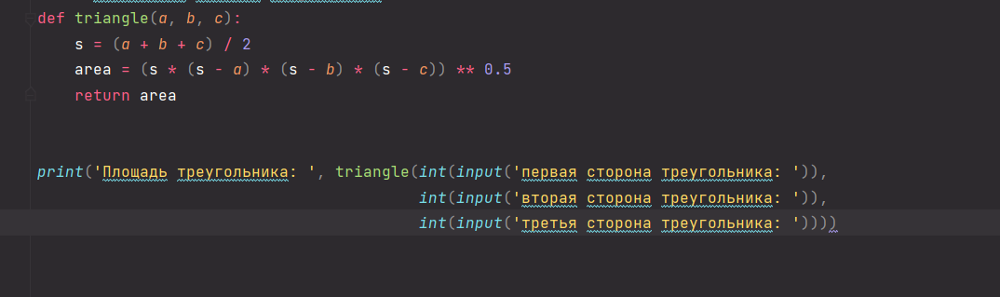 def triangle(a, b, c):
    s = (a + b + c) / 2
    area = (s * (s - a) * (s - b) * (s - c)) ** 0.5
    return area
print('Площадь треугольника: ', triangle(int(input('первая сторона треугольника: ')),
                                         int(input('вторая сторона треугольника: ')),
                                         int(input('третья сторона треугольника: '))))